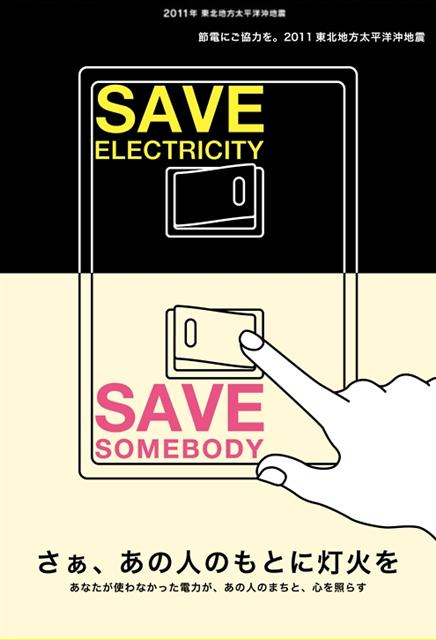 2011年 東北地方太平洋沖地震
節電にご協力を。2011 東北地方太平洋沖地震
SAVE
ELECTRICITY
SAVE
SOMEBODY
さぁ、あの人のもとに灯火を
あなたが使わなかった電力が、あの人のまちと、心を照らす